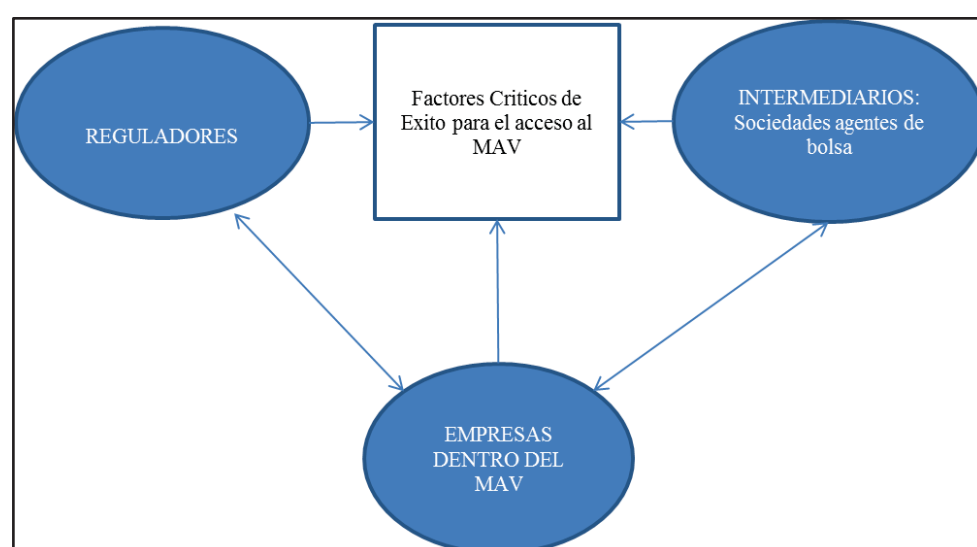 REGULADORES
Factores Criticos de
Exito para el acceso al
MAV
INTERMEDIARIOS:
Sociedades agentes de
bolsa
EMPRESAS
DENTRO DEL
MAV